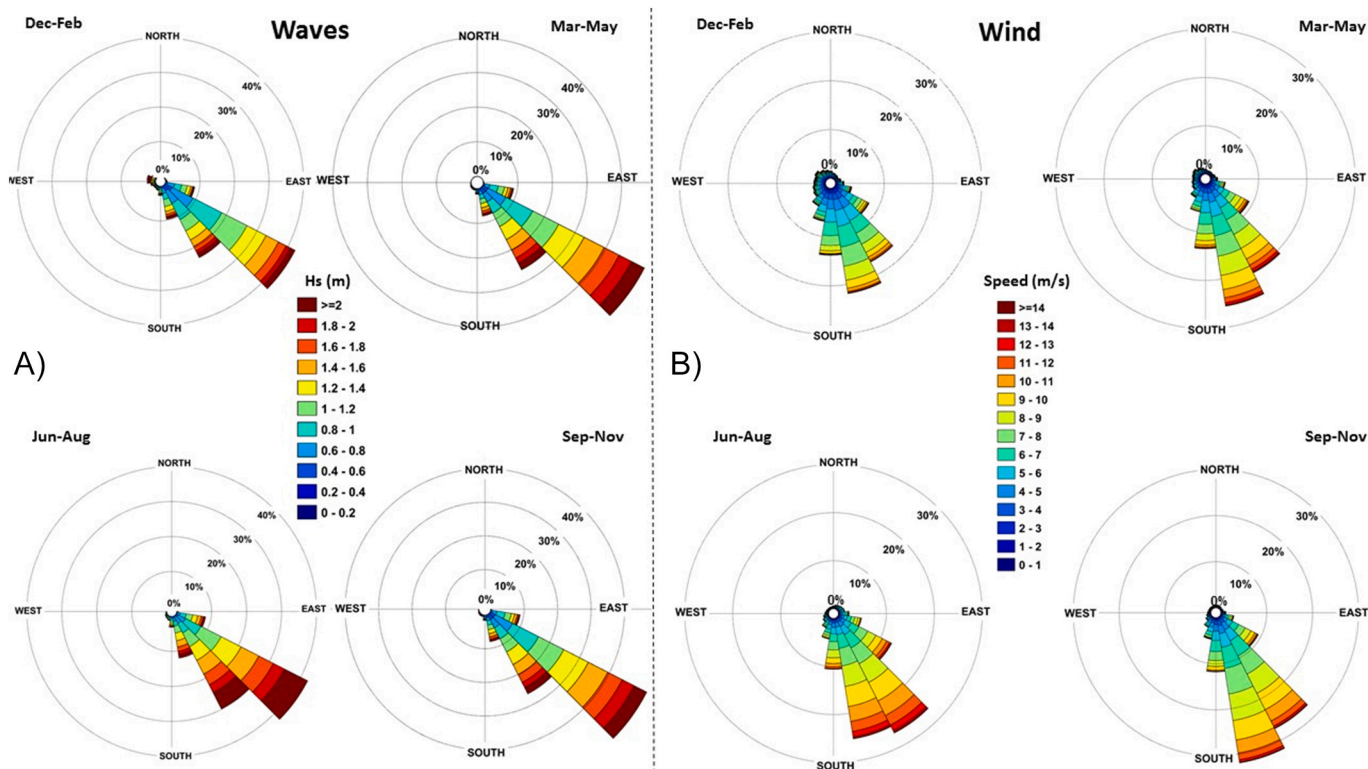 Dec-Feb
Waves
Mar-May
NORTH
40%
30%
20%
10%
0%
WEST
EAST
SOUTH
NORTH
40%
30%
20%
10%
0%
WEST
EAST
SOUTH
Hs (m)
>=2
1.8 - 2
1.6 - 1.8
1.4 - 1.6
1.2 - 1.4
1 - 1.2
0.8 - 1
0.6 - 0.8
0.4 - 0.6
0.2 - 0.4
0 - 0.2
A)
Jun-Aug
Sep-Nov
NORTH
40%
30%
20%
10%
0%
WEST
EAST
SOUTH
NORTH
40%
30%
20%
10%
0%
WEST
EAST
SOUTH
Dec-Feb
Wind
Mar-May
NORTH
30%
20%
10%
0%
WEST
EAST
SOUTH
NORTH
30%
20%
10%
0%
WEST
EAST
SOUTH
Speed (m/s)
>=14
13 - 14
12 - 13
11 - 12
10 - 11
9 - 10
8 - 9
7 - 8
6 - 7
5 - 6
4 - 5
3 - 4
2 - 3
1 - 2
0 - 1
B)
Jun-Aug
Sep-Nov
NORTH
30%
20%
10%
0%
WEST
EAST
SOUTH
NORTH
30%
20%
10%
0%
WEST
EAST
SOUTH